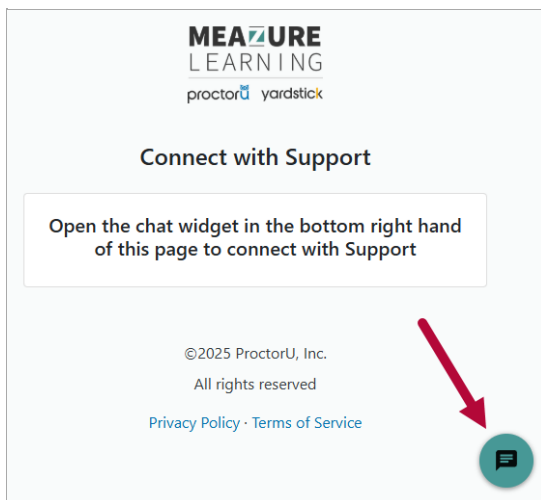 MEAZURE
LEARNING
proctorü yardstick
Connect with Support
Open the chat widget in the bottom right hand
of this page to connect with Support
©2025 ProctorU, Inc.
All rights reserved
Privacy Policy · Terms of Service